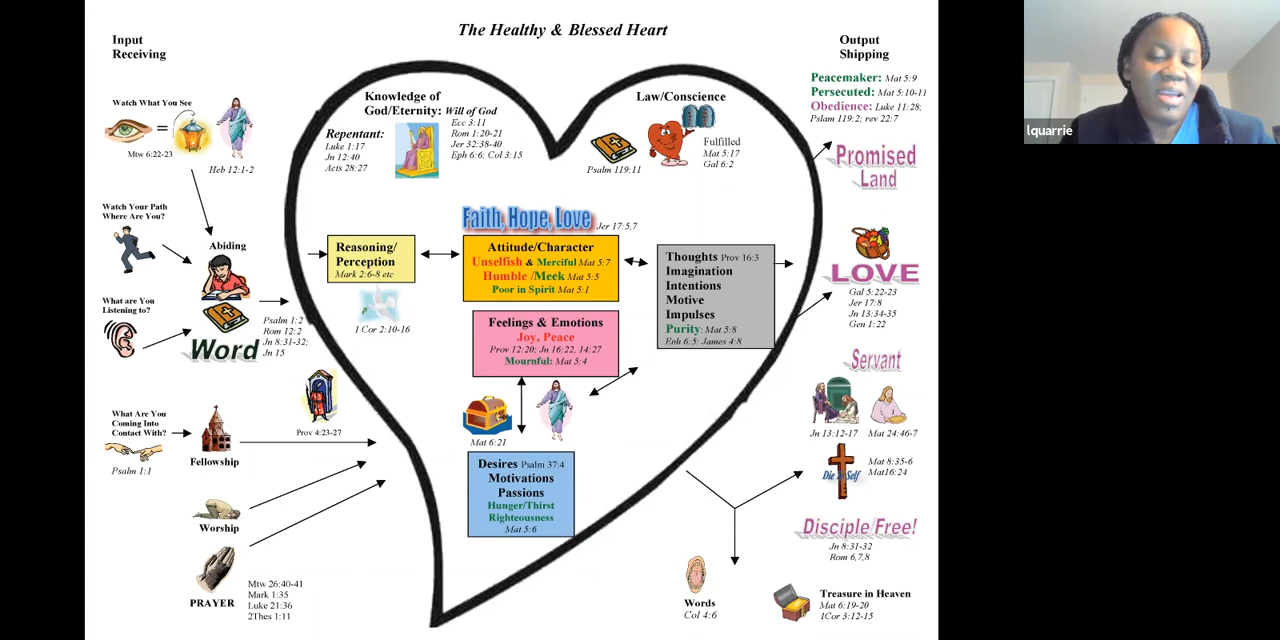 The Healthy & Blessed Heart
Input
Receiving
Watch What You See
=
Mtw 6:22-23
Heb 12:1-2
Watch Your Path
Where Are You?
Abiding
What are You
Listening to?
Word
Psalm 1:2
Rom 12:2
Jn 8:31-32;
Jn 15
What Are You
Coming Into
Contact With?
Psalm 1:1
Fellowship
Prov 4:23-27
Worship
PRAYER
Mtw 26:40-41
Mark 1:35
Luke 21:36
2Thes 1:11
Knowledge of
God/Eternity: Will of God
Ecc 3:11
Rom 1:20-21
Jer 32:38-40
Eph 6:6; Col 3:15
Repentant:
Luke 1:17
Jn 12:40
Acts 28:27
Law/Conscience
Psalm 119:11
Fulfilled
Mat 5:17
Gal 6:2
Faith, Hope, Love Jer 17:5,7
Reasoning/
Perception
Mark 2:6-8 etc
1 Cor 2:10-16
Attitude/Character
Unselfish & Merciful Mat 5:7
Humble /Meek Mat 5:5
Poor in Spirit Mat 5:1
Feelings & Emotions
Joy, Peace
Prov 12:20; Jn 16:22, 14:27
Mournful: Mat 5:4
Mat 6:21
Desires Psalm 37:4
Motivations
Passions
Hunger/Thirst
Righteousness
Mat 5:6
Thoughts Prov 16:3
Imagination
Intentions
Motive
Impulses
Purity: Mat 5:8
Eph 6:5; James 4:8
Output
Shipping
Peacemaker: Mat 5:9
Persecuted: Mat 5:10-11
Obedience: Luke 11:28;
Pslam 119:2; rev 22:7
Promised
Land
LOVE
Gal 5:22-23
Jer 17:8
Jn 13:34-35
Gen 1:22
Servant
Jn 13:12-17
Mat 24:46-7
Die To Self
Mat 8:35-6
Mat16:24
Disciple/Free!
Jn 8:31-32
Rom 6,7,8
Words
Col 4:6
Treasure in Heaven
Mat 6:19-20
1Cor 3:12-15
lquarrie